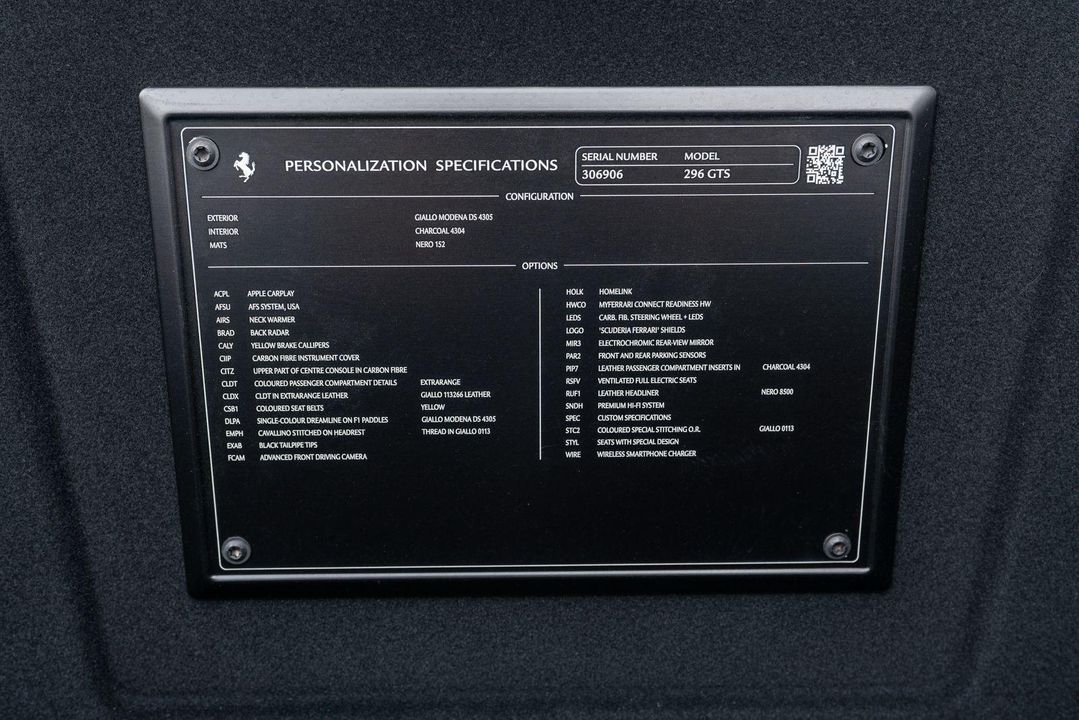 PERSONALIZATION SPECIFICATIONS
SERIAL NUMBER MODEL
306906 296 GTS
CONFIGURATION
EXTERIOR GIALLO MODENA DS 4305
INTERIOR CHARCOAL 4304
MATS NERO 152
OPTIONS
ACPL APPLE CARPLAY
AFSU AFS SYSTEM, USA
AIRS NECK WARMER
BRAD BACK RADAR
CALY YELLOW BRAKE CALLIPERS
CIIP CARBON FIBRE INSTRUMENT COVER
CITZ UPPER PART OF CENTRE CONSOLE IN CARBON FIBRE
CLDT COLOURED PASSENGER COMPARTMENT DETAILS EXTRARANGE
CLDX CLDT IN EXTRARANGE LEATHER GIALLO 113266 LEATHER
CSB1 COLOURED SEAT BELTS YELLOW
DLPA SINGLE-COLOUR DREAMLINE ON F1 PADDLES GIALLO MODENA DS 4305
EMPH CAVALLINO STITCHED ON HEADREST THREAD IN GIALLO 0113
EXAB BLACK TAILPIPE TIPS
FCAM ADVANCED FRONT DRIVING CAMERA
HOLK HOMELINK
HWCO MYFERRARI CONNECT READINESS HW
LEDS CARB. FIB. STEERING WHEEL + LEDS
LOGO 'SCUDERIA FERRARI' SHIELDS
MIR3 ELECTROCHROMIC REAR-VIEW MIRROR
PAR2 FRONT AND REAR PARKING SENSORS
PIP7 LEATHER PASSENGER COMPARTMENT INSERTS IN CHARCOAL 4304
RSFV VENTILATED FULL ELECTRIC SEATS
RUF1 LEATHER HEADLINER NERO 8500
SNDH PREMIUM HI-FI SYSTEM
SPEC CUSTOM SPECIFICATIONS
STC2 COLOURED SPECIAL STITCHING O.R. GIALLO 0113
STYL SEATS WITH SPECIAL DESIGN
WIRE WIRELESS SMARTPHONE CHARGER